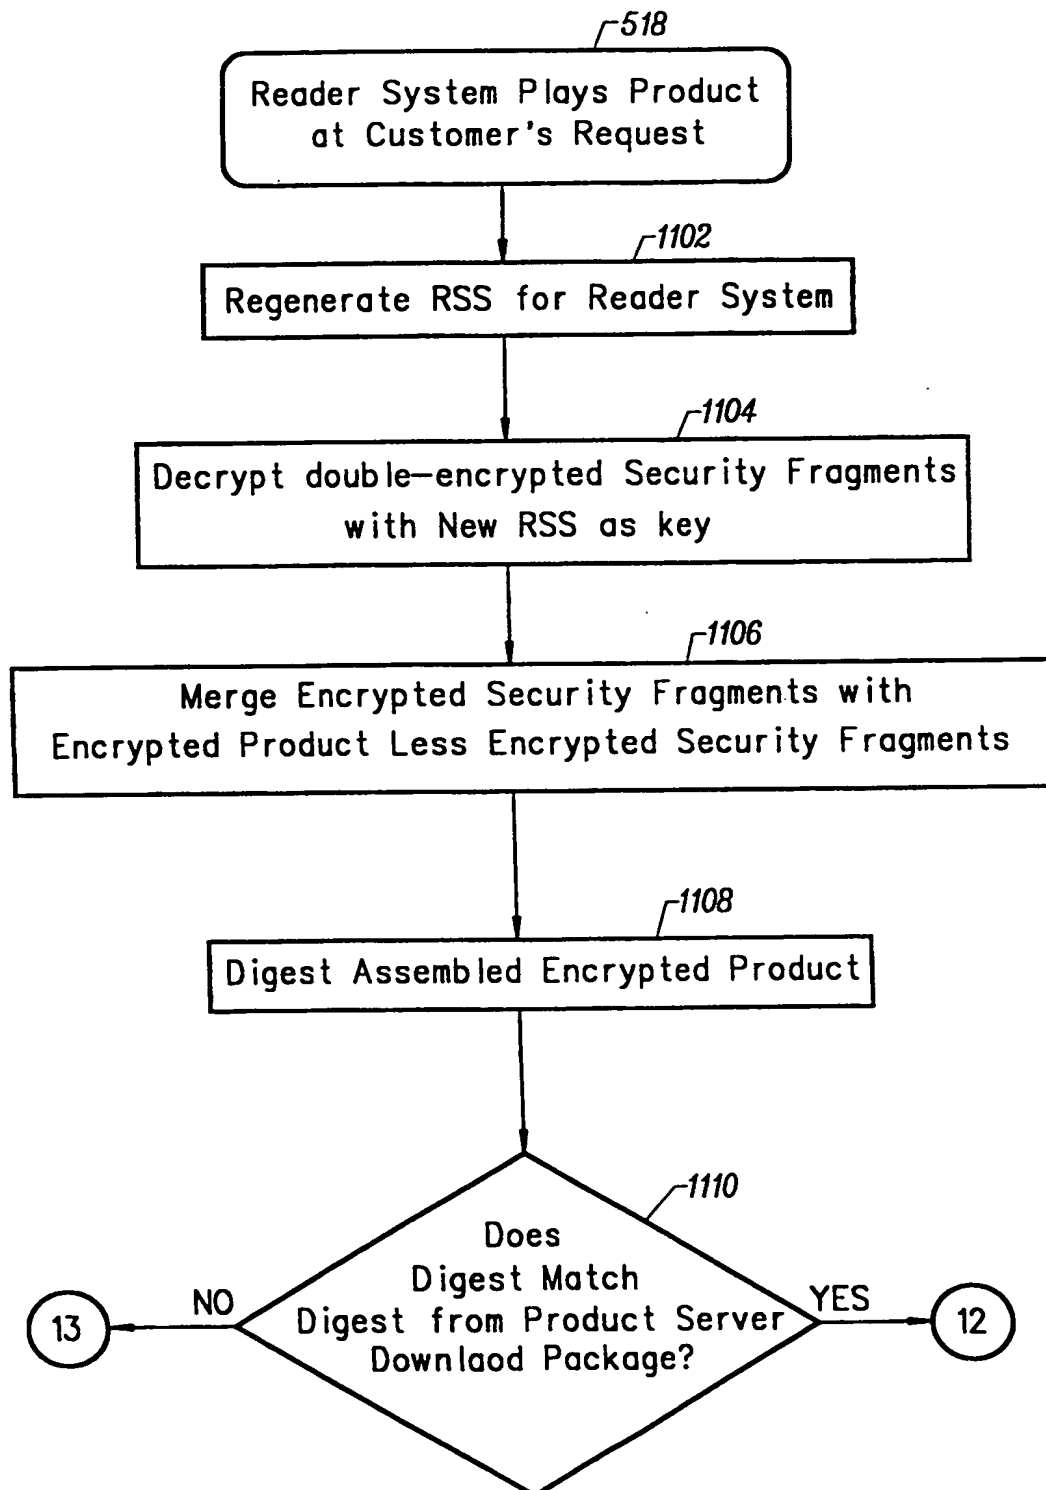 518
Reader System Plays Product
at Customer's Request
1102
Regenerate RSS for Reader System
1104
Decrypt double-encrypted Security Fragments
with New RSS as key
1106
Merge Encrypted Security Fragments with
Encrypted Product Less Encrypted Security Fragments
1108
Digest Assembled Encrypted Product
1110
Does
Digest Match
Digest from Product Server
Downlaod Package?
NO
YES
13
12